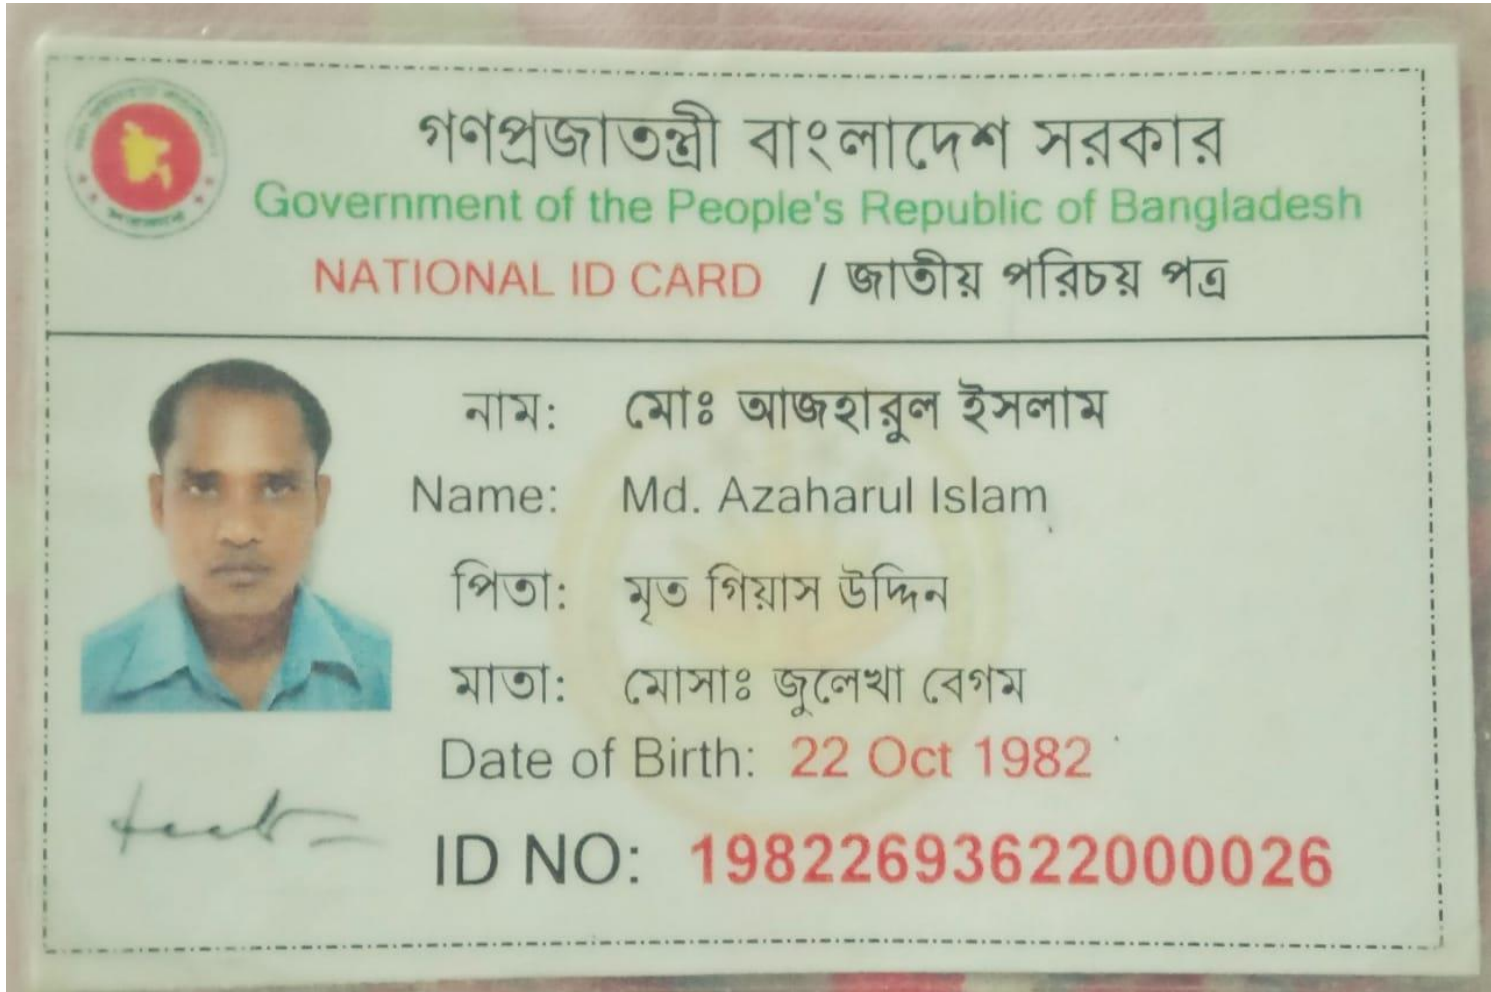 গণপ্রজাতন্ত্রী বাংলাদেশ সরকার
Government of the People's Republic of Bangladesh
NATIONAL ID CARD / জাতীয় পরিচয় পত্র
নাম: মোঃ আজহারুল ইসলাম
Name: Md. Azaharul Islam
পিতা: মৃত গিয়াস উদ্দিন
মাতা: মোসাঃ জুলেখা বেগম
Date of Birth: 22 Oct 1982
ID NO: 19822693622000026